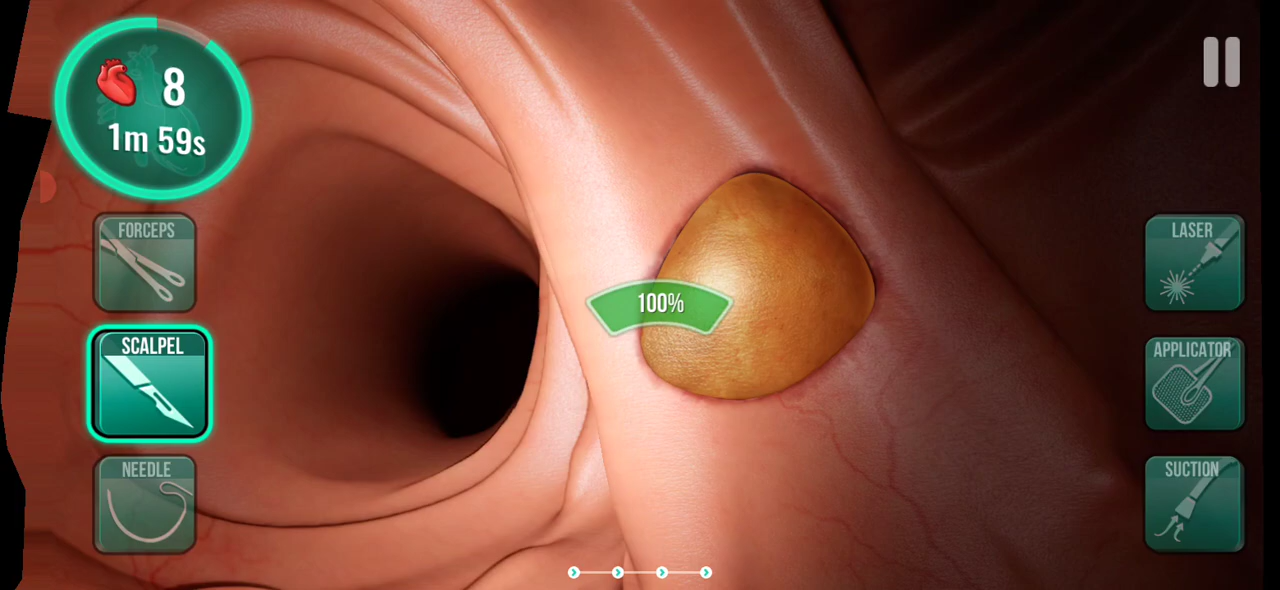 8
1m 59s
FORCEPS
SCALPEL
NEEDLE
100%
LASER
APPLICATOR
SUCTION